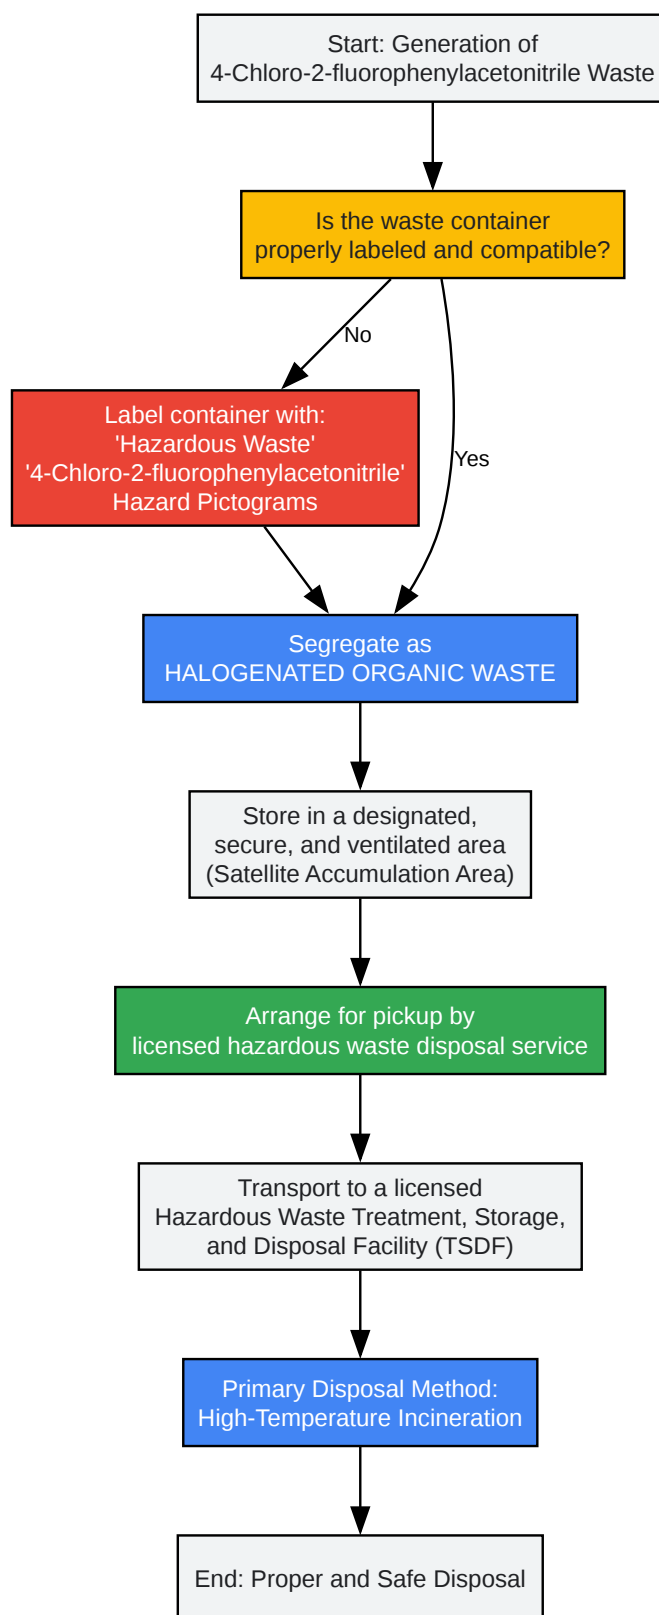 Start: Generation of
4-Chloro-2-fluorophenylacetonitrile Waste
Is the waste container
properly labeled and compatible?
No
Label container with:
'Hazardous Waste'
'4-Chloro-2-fluorophenylacetonitrile'
Hazard Pictograms
Yes
Segregate as
HALOGENATED ORGANIC WASTE
Store in a designated,
secure, and ventilated area
(Satellite Accumulation Area)
Arrange for pickup by
licensed hazardous waste disposal service
Transport to a licensed
Hazardous Waste Treatment, Storage,
and Disposal Facility (TSDF)
Primary Disposal Method:
High-Temperature Incineration
End: Proper and Safe Disposal